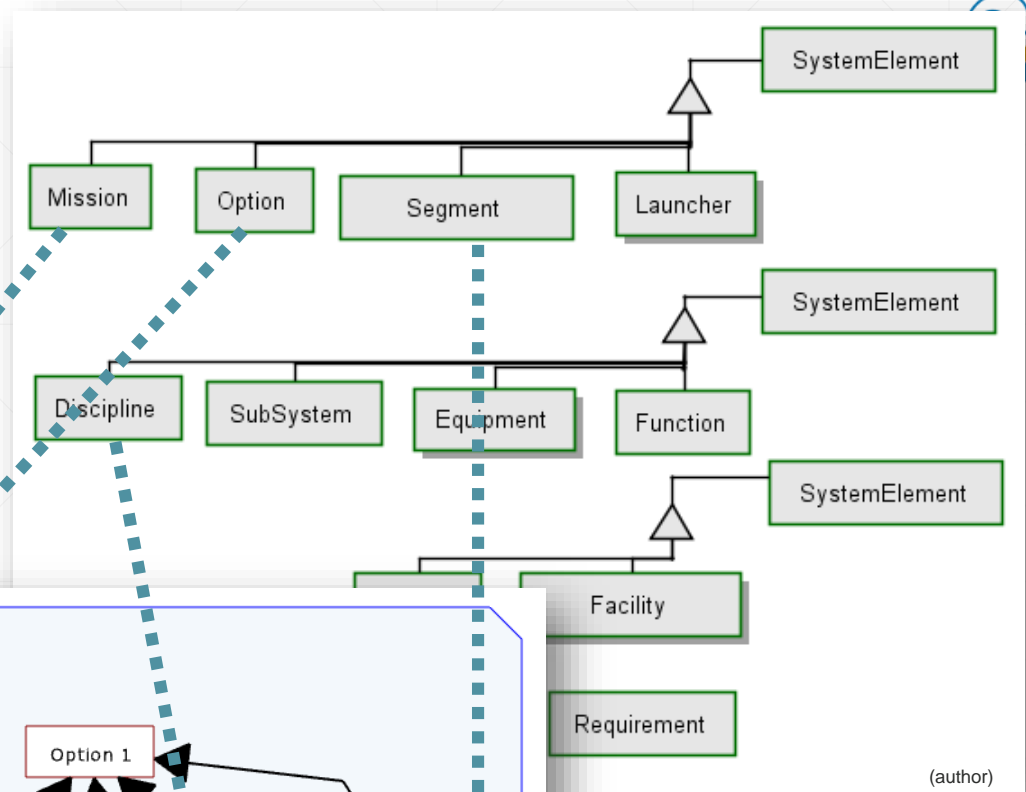 SystemElement
Mission
Option
Segment
Launcher
SystemElement
Discipline
SubSystem
Equipment
Function
SystemElement
Facility
Requirement
Option 1
(author)